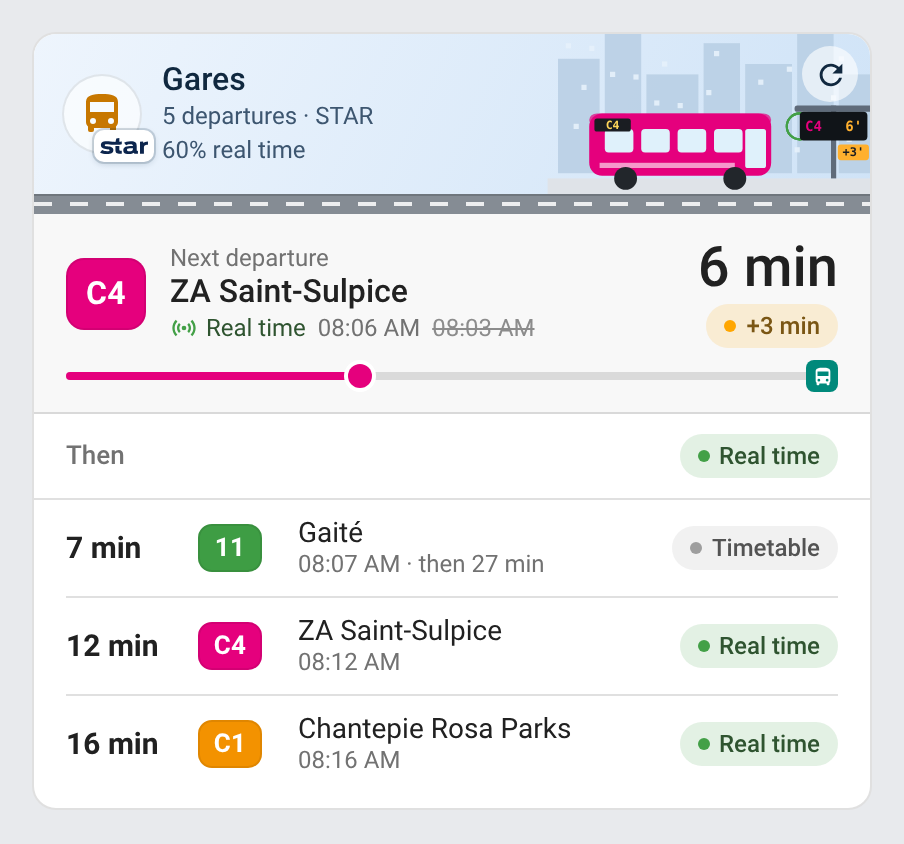 Gares
5 departures · STAR
60% real time
star
C4
C4 6'
+3'
C4
Next departure
ZA Saint-Sulpice
Real time 08:06 AM 08:03 AM
6 min
+3 min
Then
Real time
7 min
11
Gaité
08:07 AM · then 27 min
Timetable
12 min
C4
ZA Saint-Sulpice
08:12 AM
Real time
16 min
C1
Chantepie Rosa Parks
08:16 AM
Real time